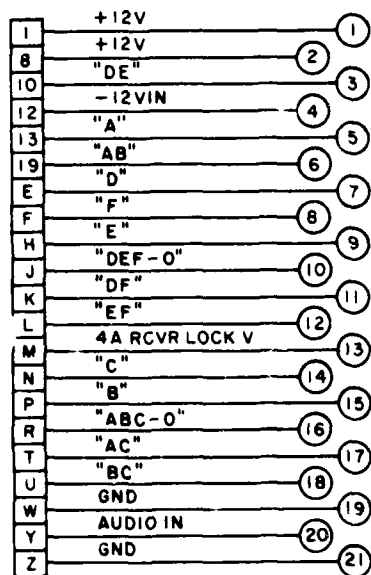 +12V
1 1
+12V
8 2
"DE"
10 3
-12VIN
12 4
"A"
13 5
"AB"
19 6
"D"
E 7
"F"
F 8
"E"
H 9
"DEF-0"
J 10
"DF"
K 11
"EF"
L 12
4A RCVR LOCK V
M 13
"C"
N 14
"B"
P 15
"ABC-0"
R 16
"AC"
T 17
"BC"
U 18
GND
W 19
AUDIO IN
Y 20
GND
Z 21